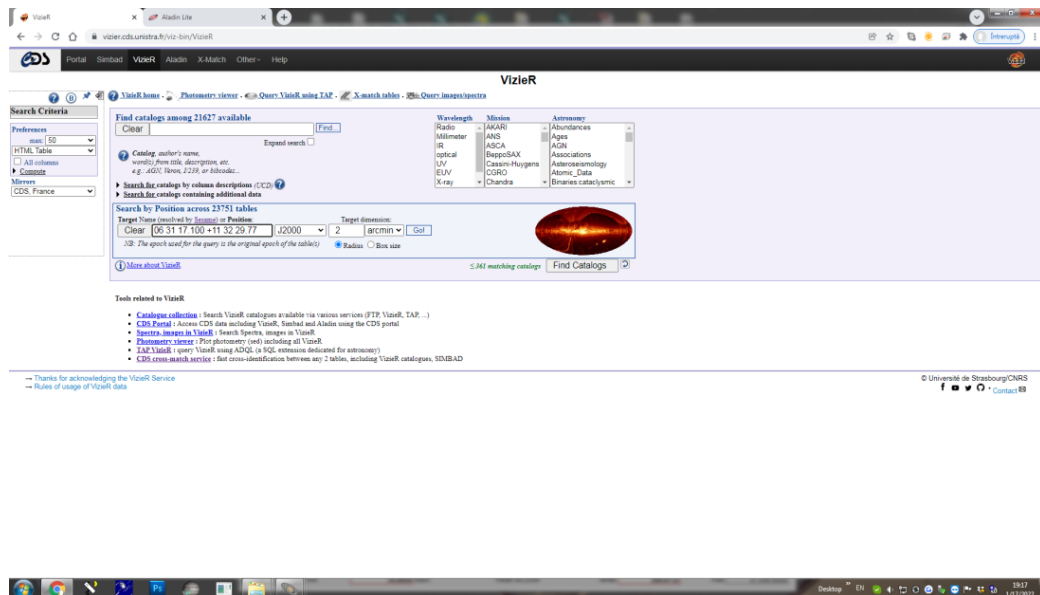 VizieR
Aladin Lite
vizier.cds.unistra.fr/viz-bin/VizieR
Întreruptă
CDS Portal Simbad VizieR Aladin X-Match Other Help
VizieR
VizieR home Photometry viewer Query VizieR using TAP X-match tables Query images/spectra
Search Criteria
Preferences
max: 50
HTML Table
All columns
Compute
Mirrors
CDS, France
Find catalogs among 21627 available
Clear Find...
Expand search
Catalog, author's name,
word(s) from title, description, etc.
e.g.: AGN, Veron, I/239, or bibcodes...
Search for catalogs by column descriptions (UCD)
Search for catalogs containing additional data
Wavelength Mission Astronomy
Radio AKARI Abundances
Millimeter ANS Ages
IR ASCA AGN
optical BeppoSAX Associations
UV Cassini-Huygens Asteroseismology
EUV CGRO Atomic_Data
X-ray Chandra Binaries:cataclysmic
Search by Position across 23751 tables
Target Name (resolved by Sesame) or Position: Target dimension:
Clear 06 31 17.100 +11 32 29.77 J2000 2 arcmin Go!
NB: The epoch used for the query is the original epoch of the table(s) Radius Box size
More about VizieR
≤361 matching catalogs Find Catalogs
Tools related to VizieR
• Catalogue collection : Search VizieR catalogues available via various services (FTP, VizieR, TAP, ...)
• CDS Portal : Access CDS data including VizieR, Simbad and Aladin using the CDS portal
• Spectra, images in VizieR : Search Spectra, images in VizieR
• Photometry viewer : Plot photometry (sed) including all VizieR
• TAP VizieR : query VizieR using ADQL (a SQL extension dedicated for astronomy)
• CDS cross-match service : fast cross-identification between any 2 tables, including VizieR catalogues, SIMBAD
→ Thanks for acknowledging the VizieR Service
→ Rules of usage of VizieR data
© Université de Strasbourg/CNRS
Contact
Ps
Desktop EN
19:17
1/12/2022